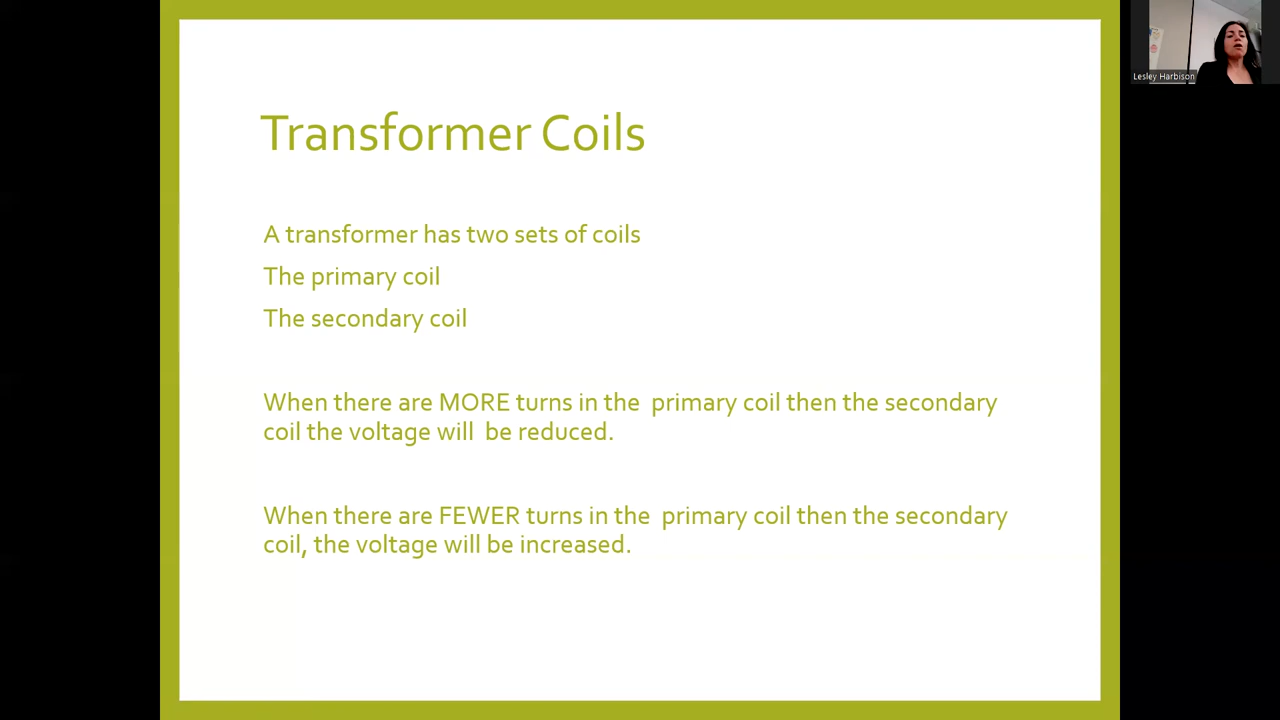 Lesley Harbison
Transformer Coils
A transformer has two sets of coils
The primary coil
The secondary coil
When there are MORE turns in the primary coil then the secondary
coil the voltage will be reduced.
When there are FEWER turns in the primary coil then the secondary
coil, the voltage will be increased.